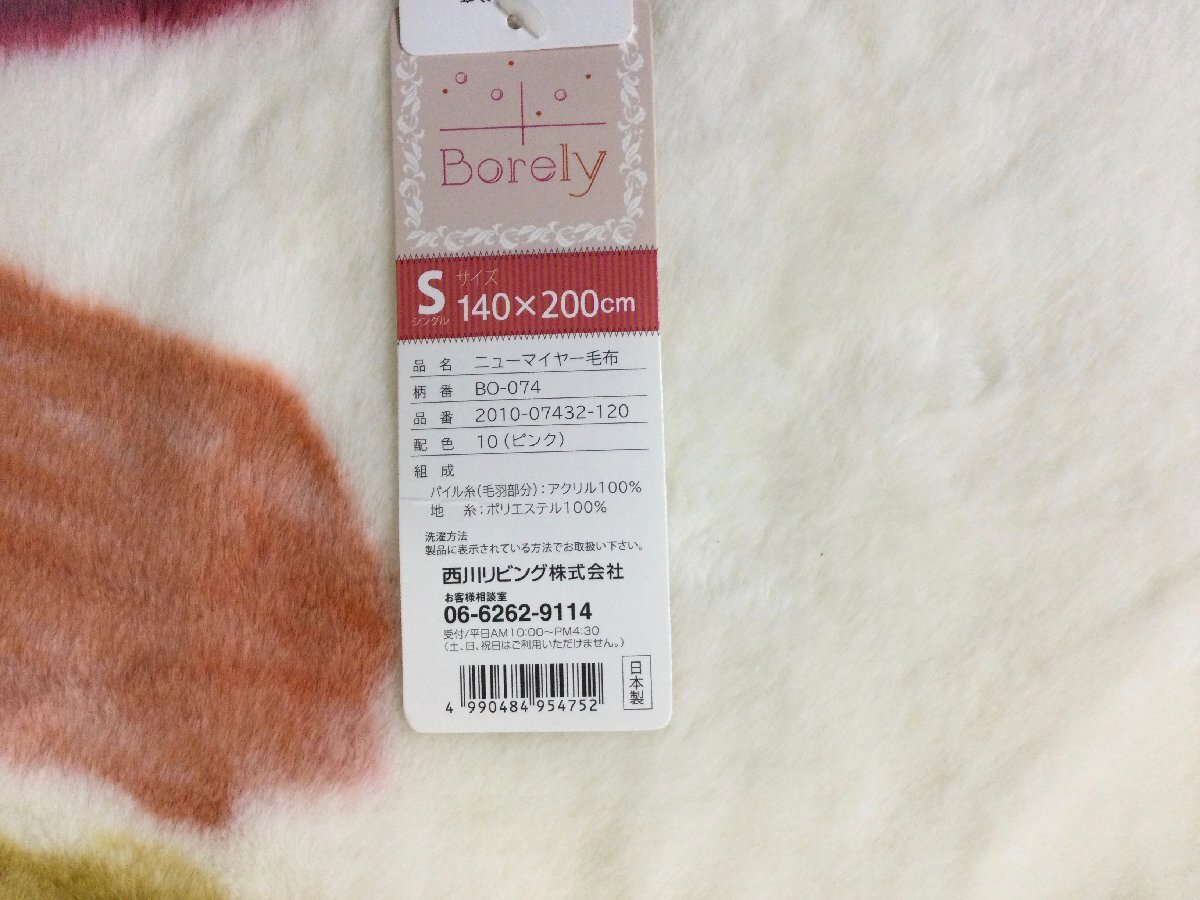 Borely
S サイズ
シングル 140×200cm
品 名 ニューマイヤー毛布
柄 番 BO-074
品 番 2010-07432-120
配 色 10(ピンク)
組 成
パイル糸(毛羽部分):アクリル100%
地 糸:ポリエステル100%
洗濯方法
製品に表示されている方法でお取扱い下さい。
西川リビング株式会社
お客様相談室
06-6262-9114
受付/平日AM10:00~PM4:30
(土、日、祝日はご利用いただけません。)
日本製
4 990484 954752